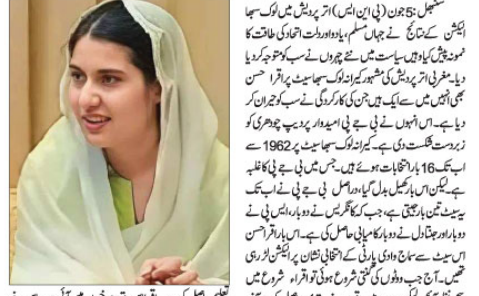 سنبھل: 5 جون (پی این ایس) اتر پردیش میں لوک سبھا
الیکشن کے نتائج نے جہاں مسلم، یادو اور دلت اتحاد کی طاقت کا
نمونہ پیش کیا وہیں سیاست میں نئے چہروں نے سب کو متوجہ کر دیا
دیا۔ مغربی اتر پردیش کی مشہور کیرانہ لوک سبھا سیٹ پر اقرا حسن
بھی انہیں میں سے ایک ہیں جن کی کارکردگی نے سب کو حیران کر
دیا ہے۔ اس انہوں نے بی جے پی امیدوار پردیپ چودھری کو
زبردست شکست دی ہے۔ کیرانہ لوک سبھا سیٹ پر 1962 سے
اب تک 16 بار انتخابات ہوئے ہیں۔ جس میں بی جے پی کا غلبہ
ہے۔ لیکن اس بار کھیل بدل گیا، دراصل بی جے پی نے اب تک
یہ سیٹ تین بار جیتی ہے، جب کہ کانگریس نے دو بار، ایس پی نے
دو بار اور جنتا دل نے دو بار کامیابی حاصل کی ہے۔ اس بار اقرا حسن
اس سیٹ سے سماج وادی پارٹی کے انتخابی نشان پر الیکشن لڑ رہی
تھیں۔ آج جب ووٹوں کی گنتی شروع ہوئی تو اقراء شروع میں